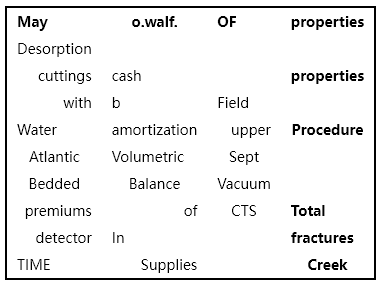 May o.walf. OF properties
Desorption
cuttings cash properties
with b Field
Water amortization upper Procedure
Atlantic Volumetric Sept
Bedded Balance Vacuum
premiums of CTS Total
detector In fractures
TIME Supplies Creek